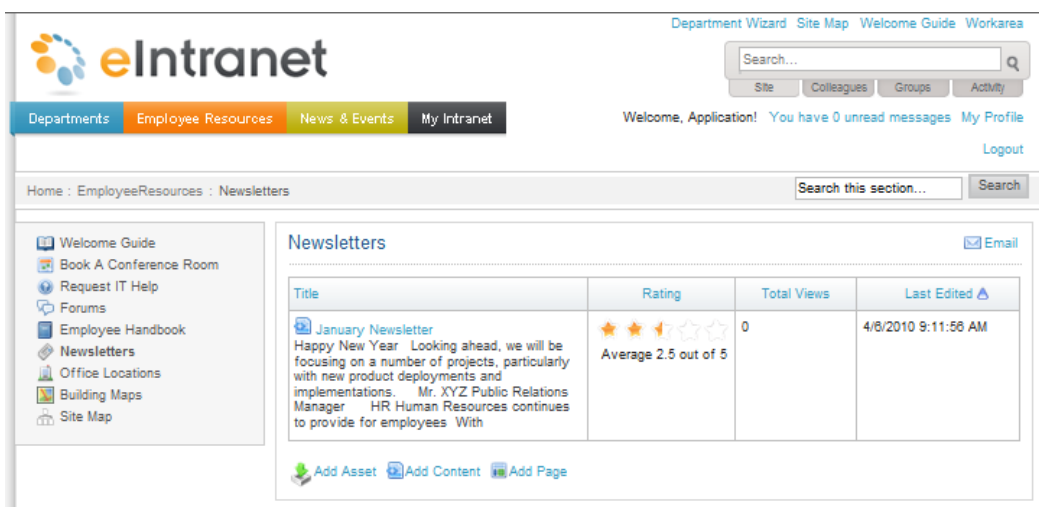 Department Wizard Site Map Welcome Guide Workarea
eIntranet
Search...
Site Colleagues Groups Activity
Departments Employee Resources News & Events My Intranet
Welcome, Application! You have 0 unread messages My Profile
Logout
Home : EmployeeResources : Newsletters
Search this section... Search
Welcome Guide
Book A Conference Room
Request IT Help
Forums
Employee Handbook
Newsletters
Office Locations
Building Maps
Site Map
Newsletters
Email
Title Rating Total Views Last Edited
January Newsletter
Happy New Year Looking ahead, we will be
focusing on a number of projects, particularly
with new product deployments and
implementations. Mr. XYZ Public Relations
Manager HR Human Resources continues
to provide for employees With
Average 2.5 out of 5
0
4/6/2010 9:11:56 AM
Add Asset Add Content Add Page